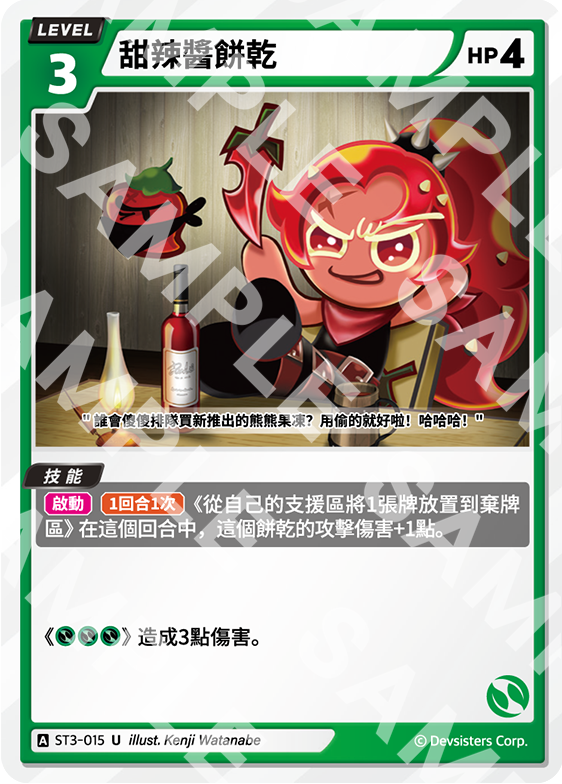 LEVEL
3
甜辣醬餅乾
HP 4
" 誰會傻傻排隊買新推出的熊熊果凍？用偷的就好啦！哈哈哈！"
技能
啟動 1回合1次 《從自己的支援區將1張牌放置到棄牌
區》在這個回合中，這個餅乾的攻擊傷害+1點。
《》造成3點傷害。
A ST3-015 U illust. Kenji Watanabe
© Devsisters Corp.
SAMPLE SAMPLE SAMPLE